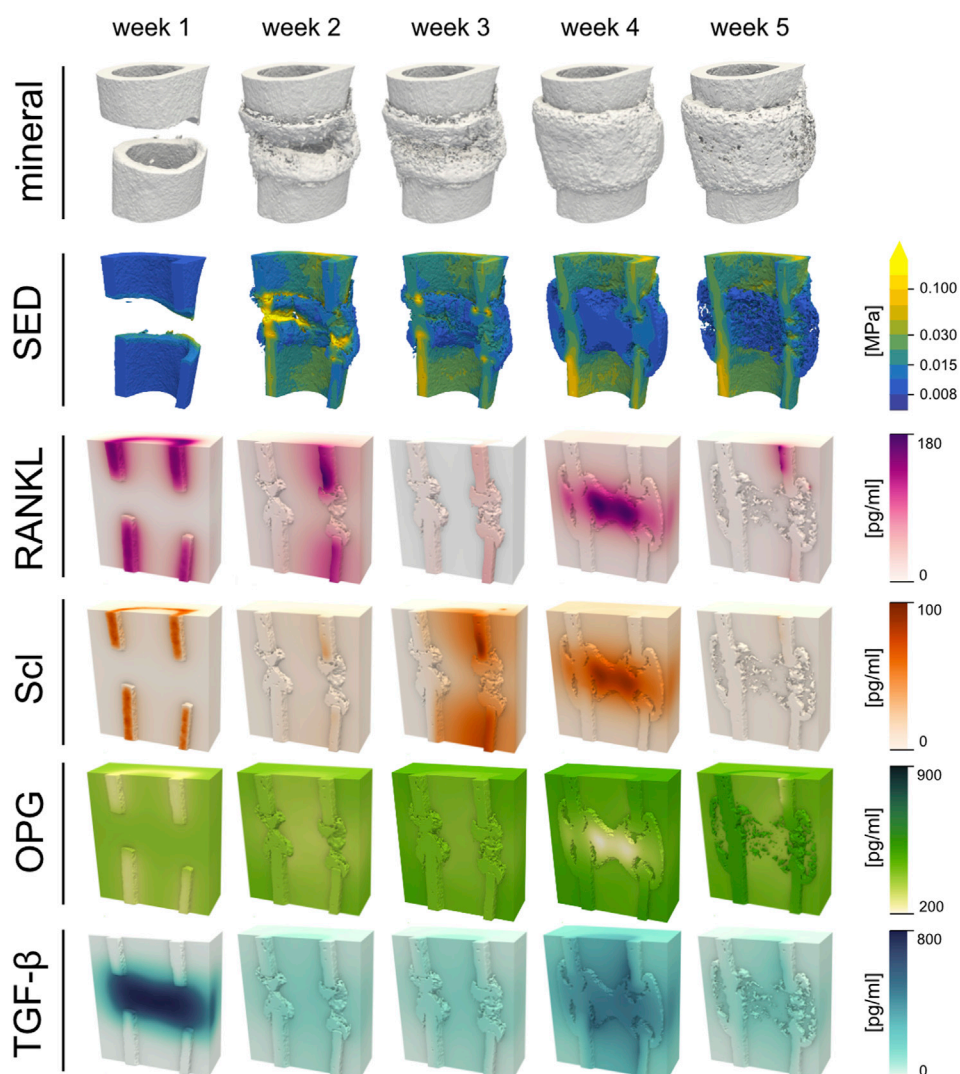 week 1 week 2 week 3 week 4 week 5
mineral
SED
0.100
0.030
0.015
0.008
[MPa]
RANKL
180
0
[pg/ml]
Scl
100
0
[pg/ml]
OPG
900
200
[pg/ml]
TGF-β
800
0
[pg/ml]